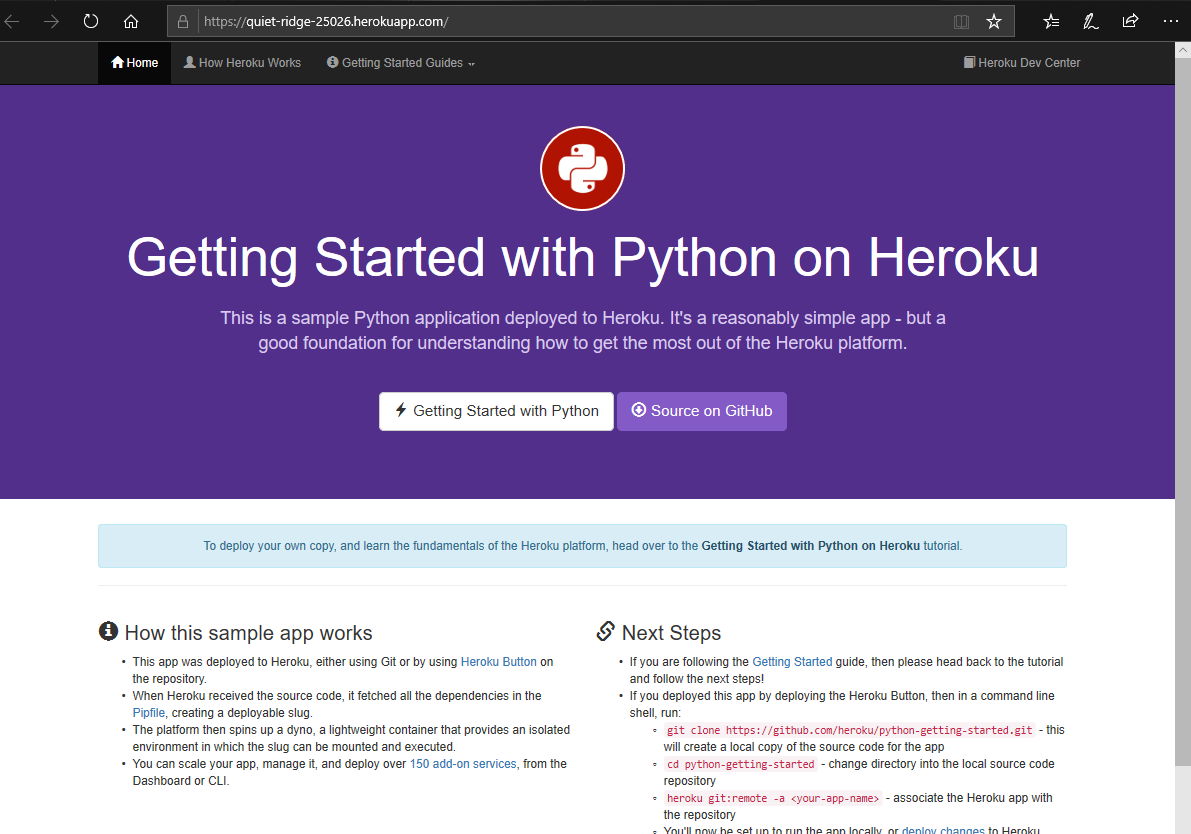 https://quiet-ridge-25026.herokuapp.com/
Home
How Heroku Works
Getting Started Guides
Heroku Dev Center
Getting Started with Python on Heroku
This is a sample Python application deployed to Heroku. It's a reasonably simple app - but a
good foundation for understanding how to get the most out of the Heroku platform.
Getting Started with Python
Source on GitHub
To deploy your own copy, and learn the fundamentals of the Heroku platform, head over to the Getting Started with Python on Heroku tutorial.
How this sample app works
• This app was deployed to Heroku, either using Git or by using Heroku Button on
the repository.
• When Heroku received the source code, it fetched all the dependencies in the
Pipfile, creating a deployable slug.
• The platform then spins up a dyno, a lightweight container that provides an isolated
environment in which the slug can be mounted and executed.
• You can scale your app, manage it, and deploy over 150 add-on services, from the
Dashboard or CLI.
Next Steps
• If you are following the Getting Started guide, then please head back to the tutorial
and follow the next steps!
• If you deployed this app by deploying the Heroku Button, then in a command line
shell, run:
◦ git clone https://github.com/heroku/python-getting-started.git - this
will create a local copy of the source code for the app
◦ cd python-getting-started - change directory into the local source code
repository
◦ heroku git:remote -a <your-app-name> - associate the Heroku app with
the repository
◦ You'll now be set up to run the app locally, or deploy changes to Heroku